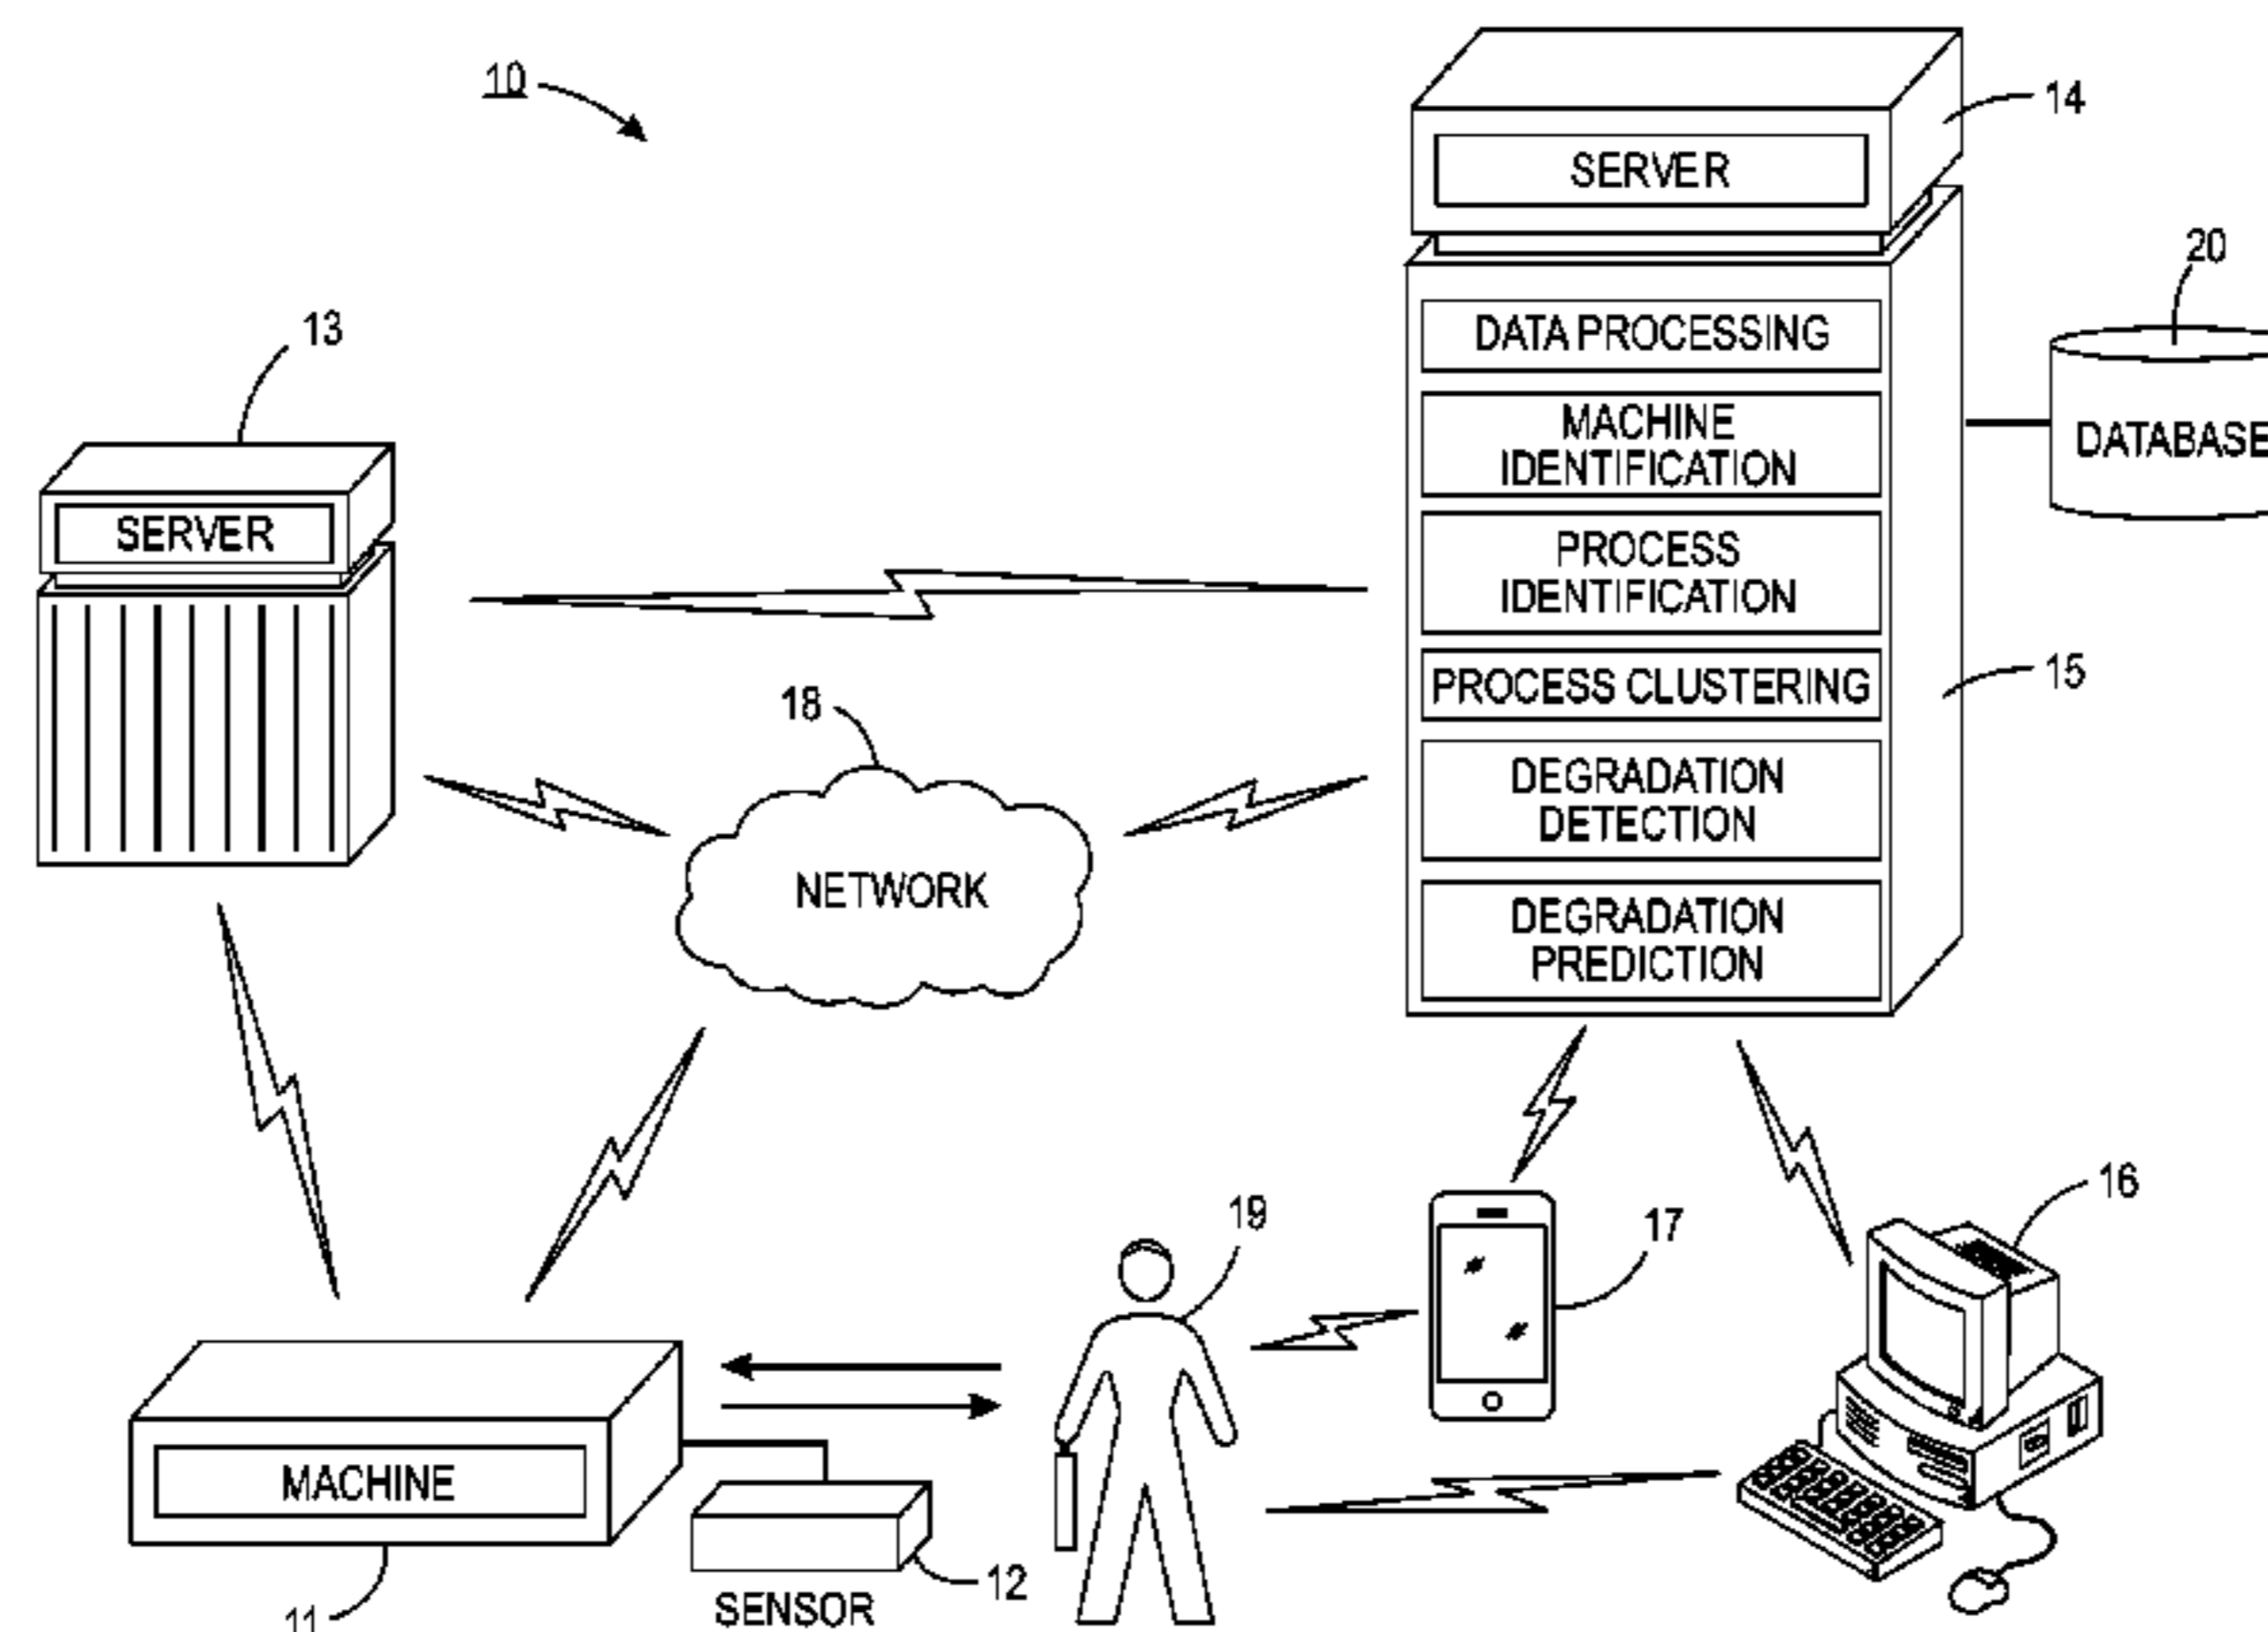 10
14
SERVER
20
13
DATA PROCESSING
MACHINE
IDENTIFICATION
DATABASE
SERVER
PROCESS
IDENTIFICATION
15
PROCESS CLUSTERING
18
DEGRADATION
DETECTION
NETWORK
DEGRADATION
PREDICTION
16
19
17
MACHINE
12
SENSOR
11